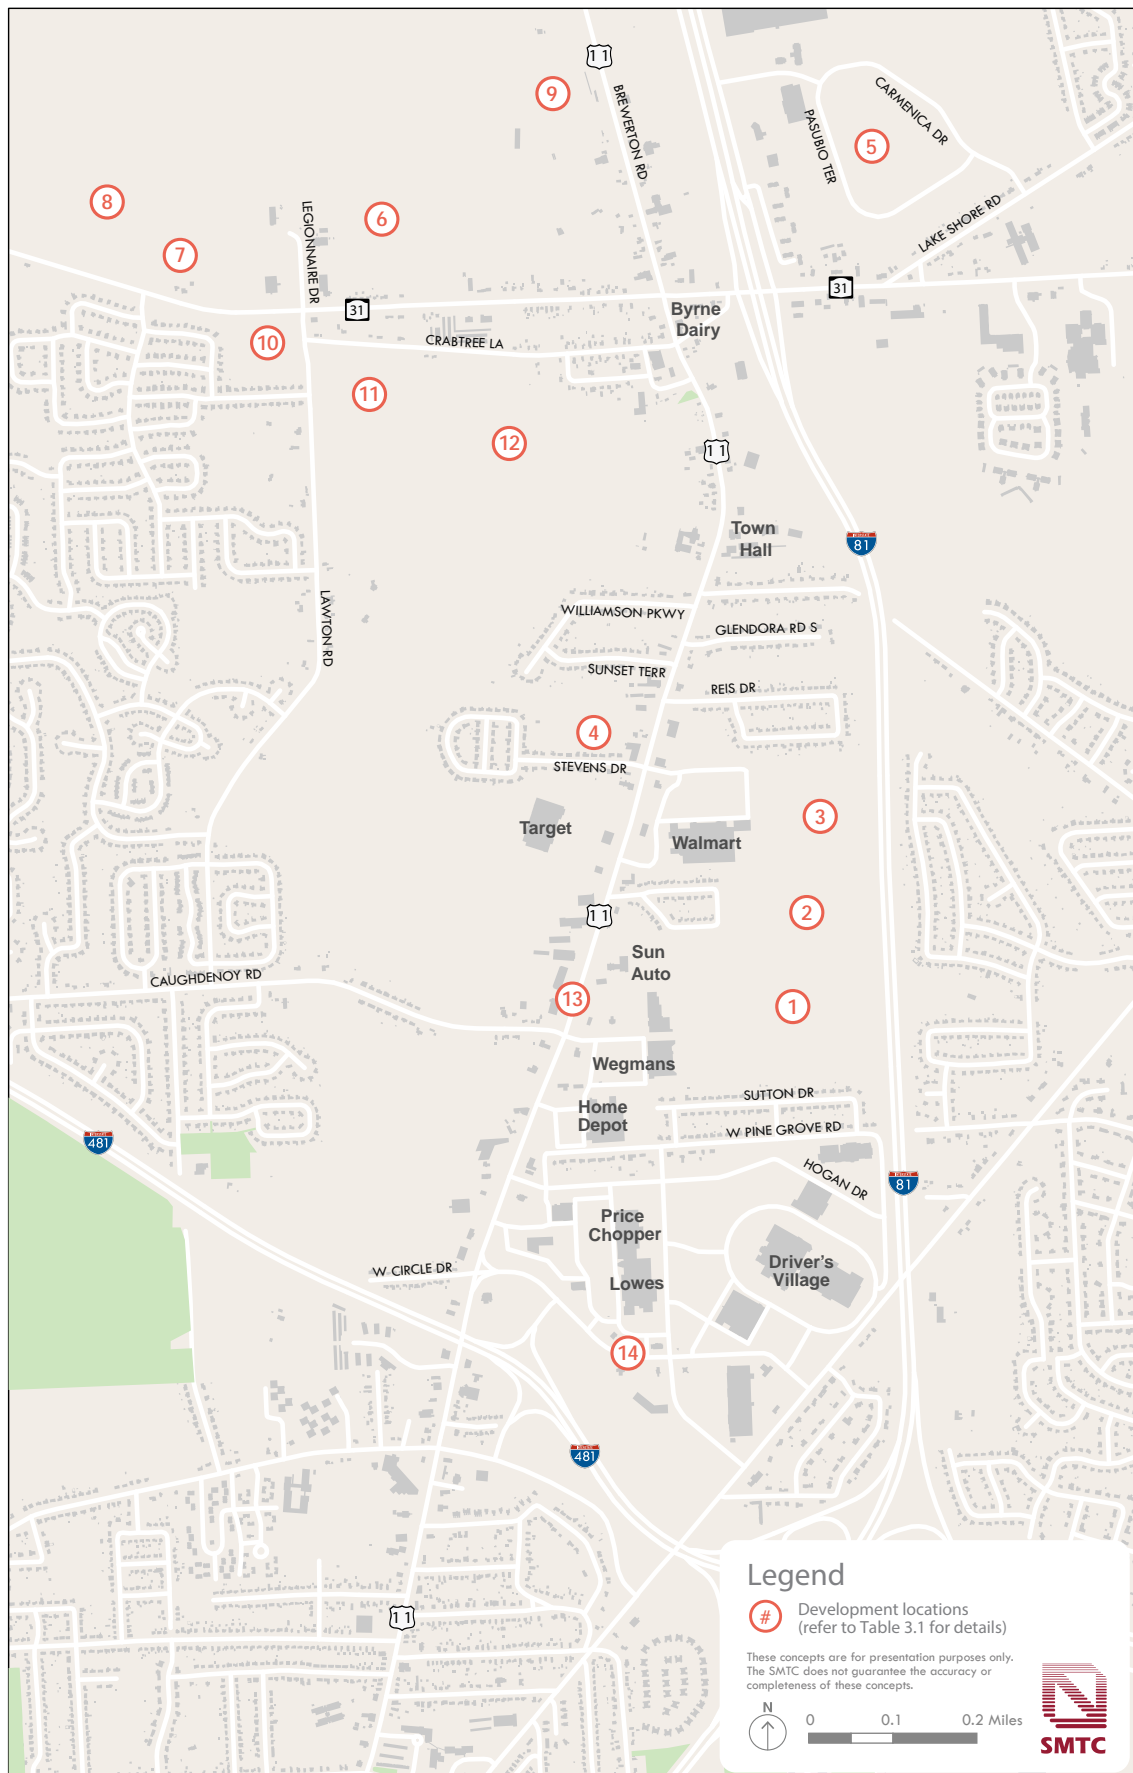 11
9
BREWERTON RD
CARMENICA DR
PASUBIO TER
5
8
LEGIONNAIRE DR
6
LAKE SHORE RD
7
31
31
Byrne
Dairy
10
CRABTREE LA
11
12
11
Town
Hall
81
LAWTON RD
WILLIAMSON PKWY
GLENDORA RD S
SUNSET TERR
REIS DR
4
STEVENS DR
3
Target
Walmart
11
2
Sun
Auto
CAUGHDENOY RD
13
1
Wegmans
SUTTON DR
Home
Depot
W PINE GROVE RD
481
HOGAN DR
81
Price
Chopper
W CIRCLE DR
Driver's
Village
Lowes
14
481
11
Legend
# Development locations
(refer to Table 3.1 for details)
These concepts are for presentation purposes only.
The SMTC does not guarantee the accuracy or
completeness of these concepts.
N
0 0.1 0.2 Miles
SMTC